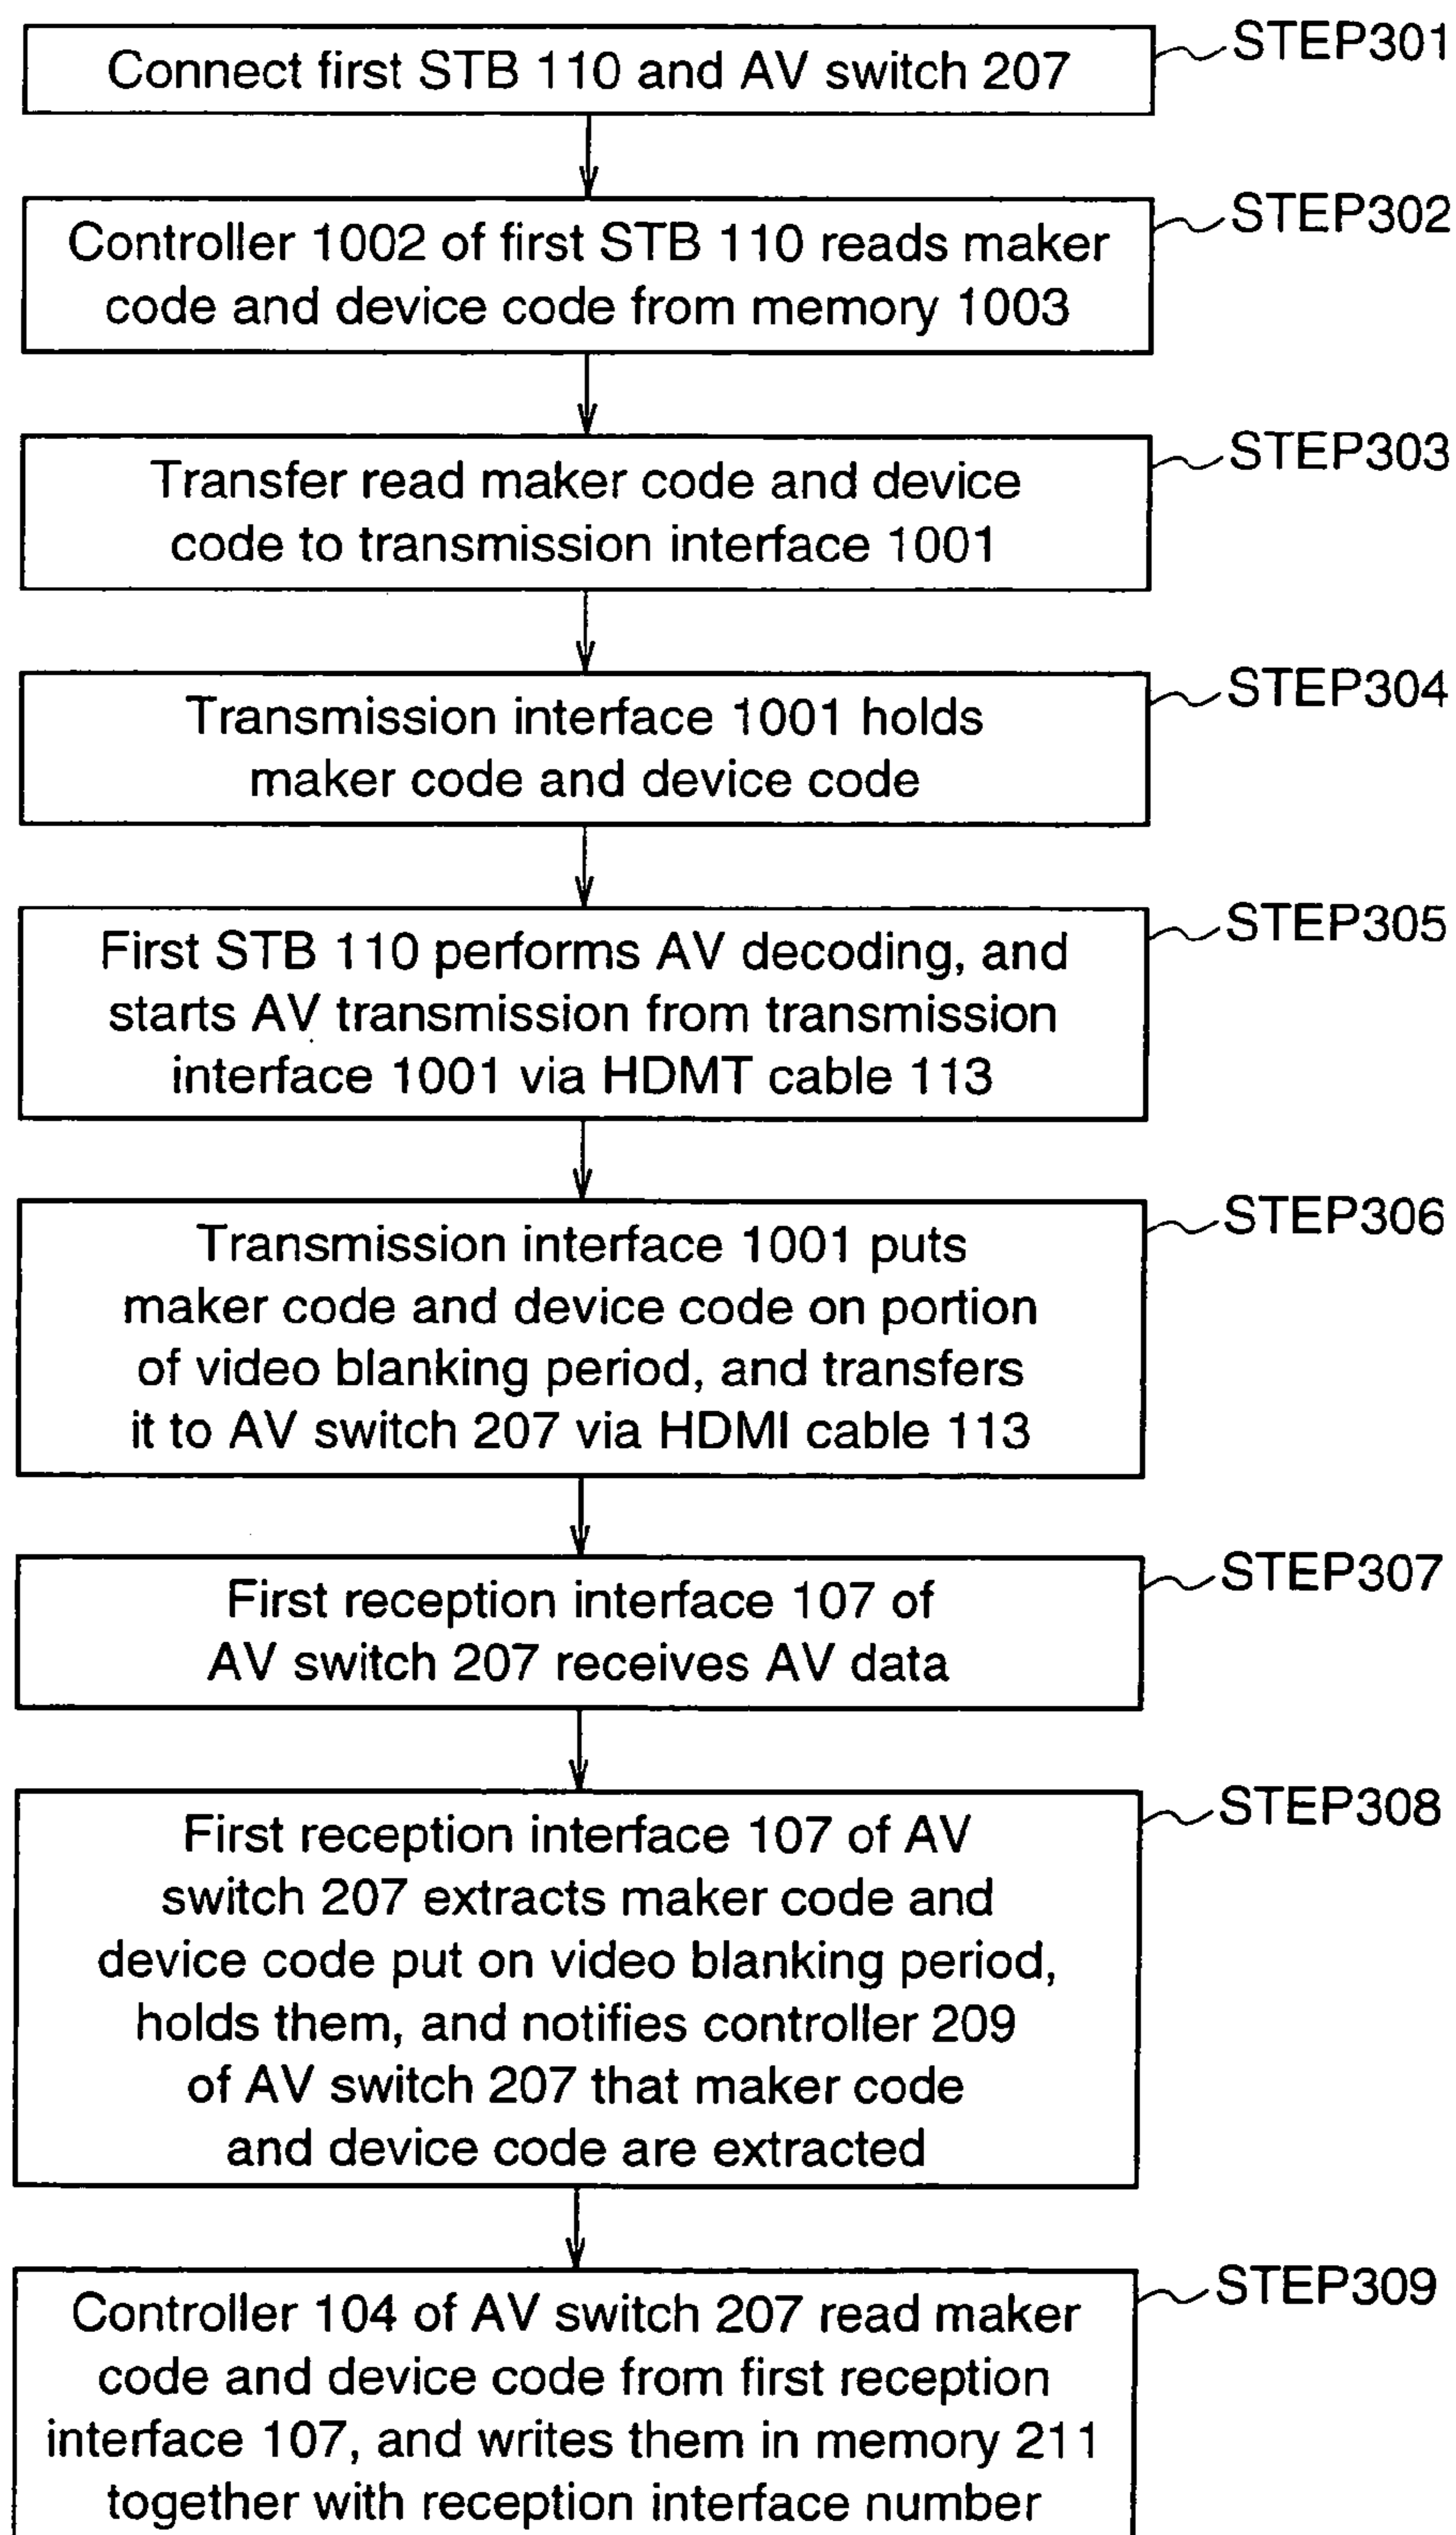 Connect first STB 110 and AV switch 207
STEP301
Controller 1002 of first STB 110 reads maker
code and device code from memory 1003
STEP302
Transfer read maker code and device
code to transmission interface 1001
STEP303
Transmission interface 1001 holds
maker code and device code
STEP304
First STB 110 performs AV decoding, and
starts AV transmission from transmission
interface 1001 via HDMT cable 113
STEP305
Transmission interface 1001 puts
maker code and device code on portion
of video blanking period, and transfers
it to AV switch 207 via HDMI cable 113
STEP306
First reception interface 107 of
AV switch 207 receives AV data
STEP307
First reception interface 107 of AV
switch 207 extracts maker code and
device code put on video blanking period,
holds them, and notifies controller 209
of AV switch 207 that maker code
and device code are extracted
STEP308
Controller 104 of AV switch 207 read maker
code and device code from first reception
interface 107, and writes them in memory 211
together with reception interface number
STEP309